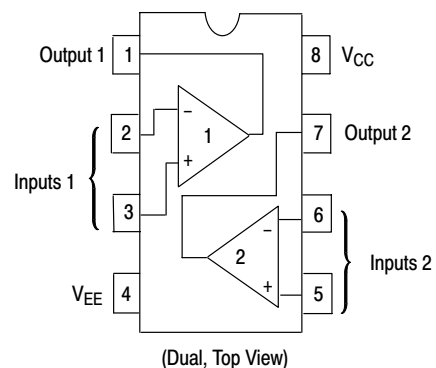 Output 1
1
8
VCC
2
−
1
+
7
Output 2
Inputs 1
3
6
−
2
+
Inputs 2
VEE
4
5
(Dual, Top View)